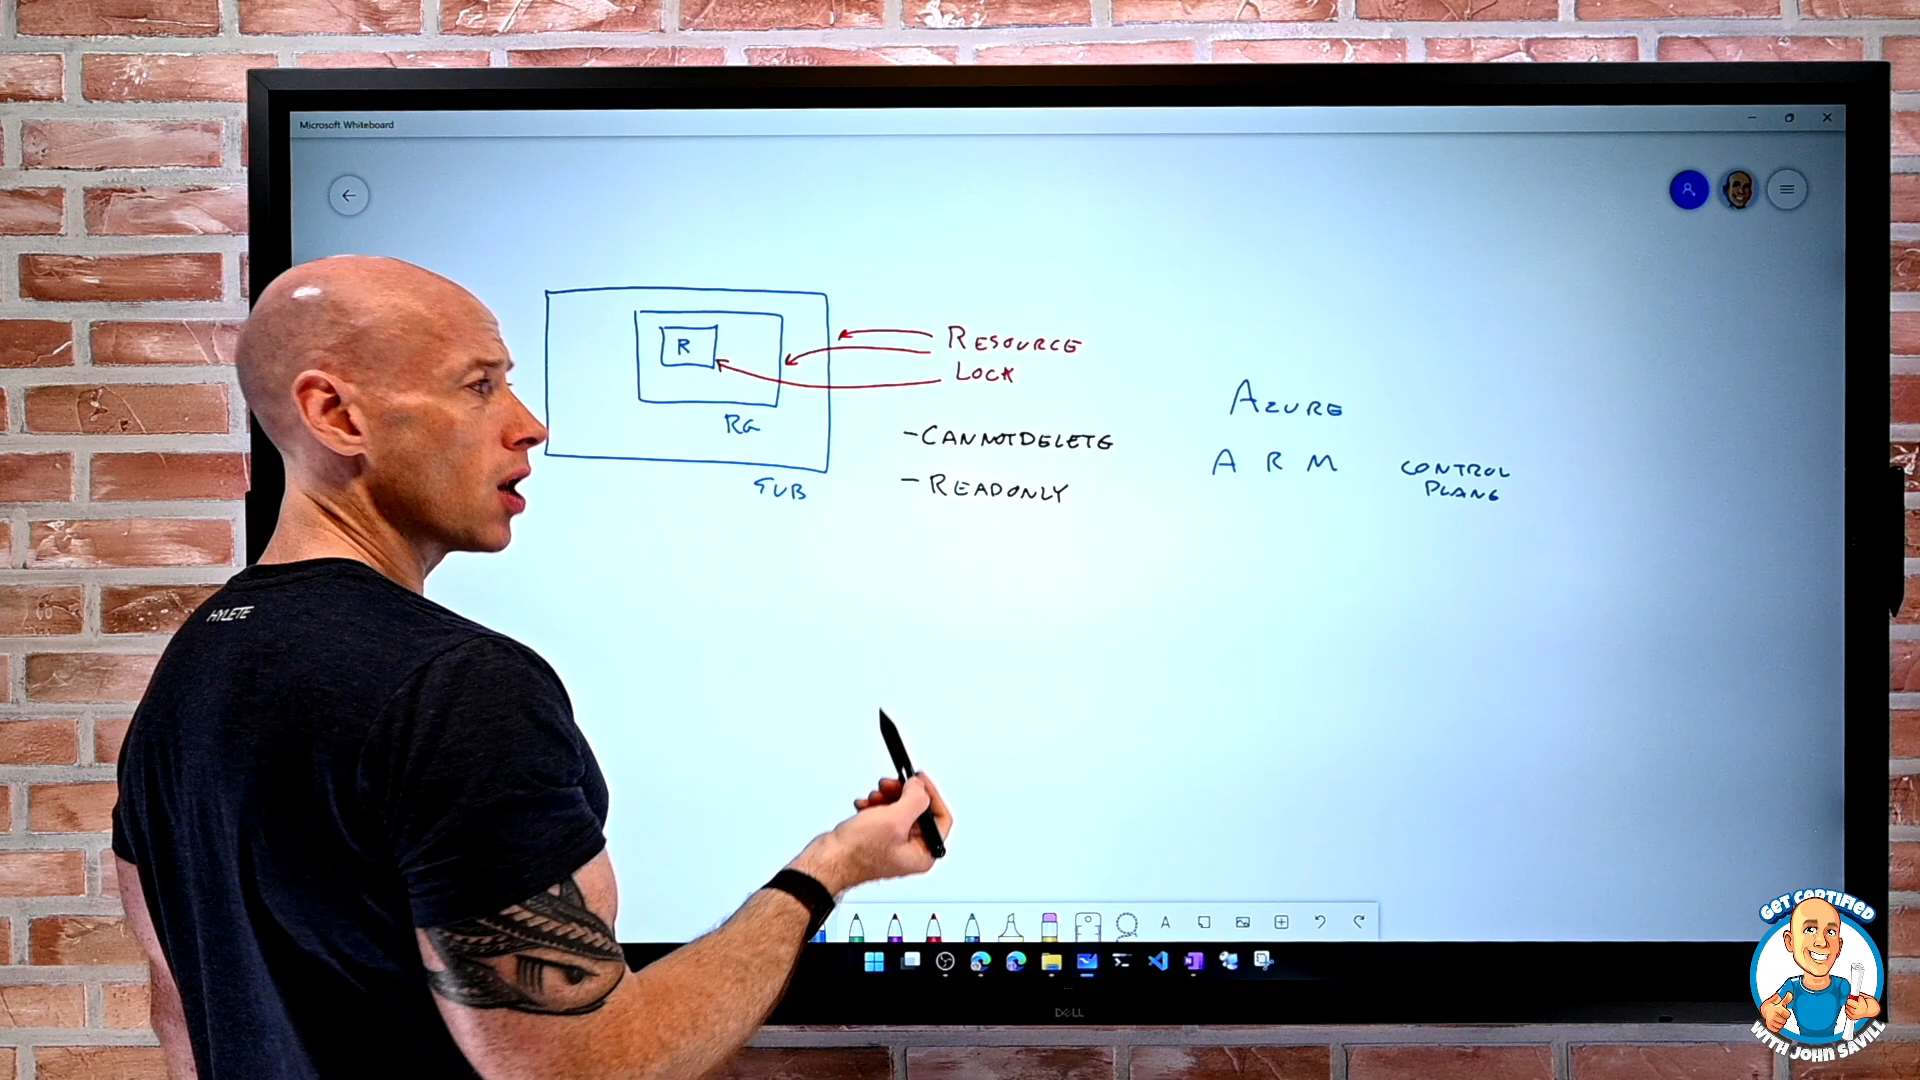 Microsoft Whiteboard
R
RG
SUB
RESOURCE
LOCK
-CANNOTDELETE
-READONLY
AZURE
A R M
CONTROL
PLANE
HYLETE
DELL
GET CERTIFIED
WITH JOHN SAVILL